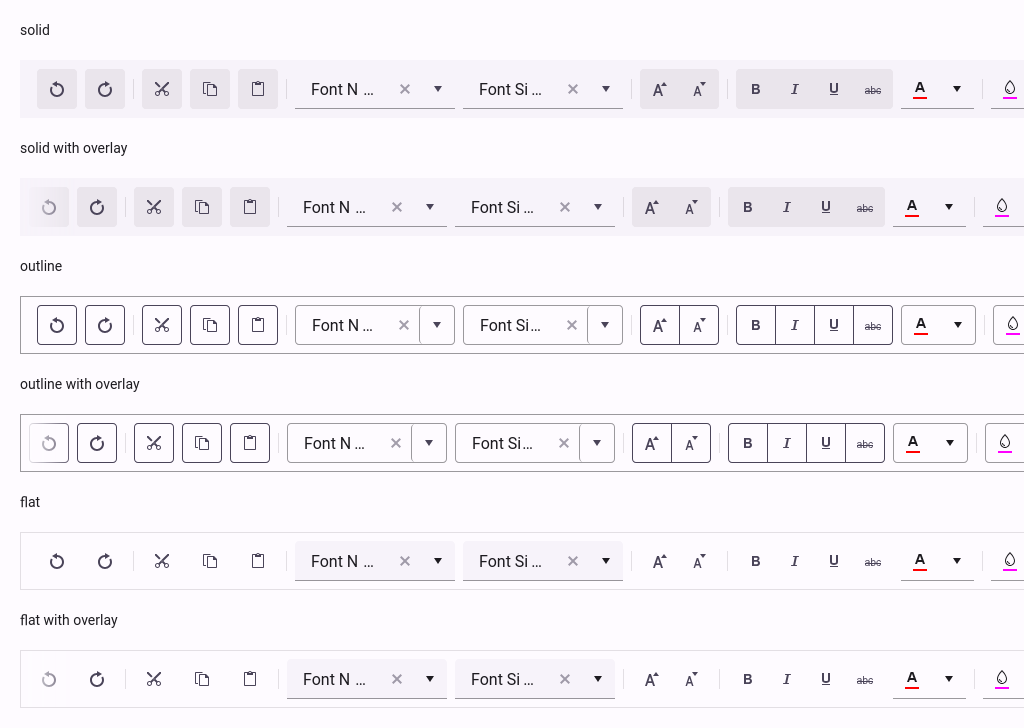 solid
Font N ... Font Si ... A A B I U abc A
solid with overlay
Font N ... Font Si ... A A B I U abc A
outline
Font N ... Font Si ... A A B I U abc A
outline with overlay
Font N ... Font Si ... A A B I U abc A
flat
Font N ... Font Si ... A A B I U abc A
flat with overlay
Font N ... Font Si ... A A B I U abc A